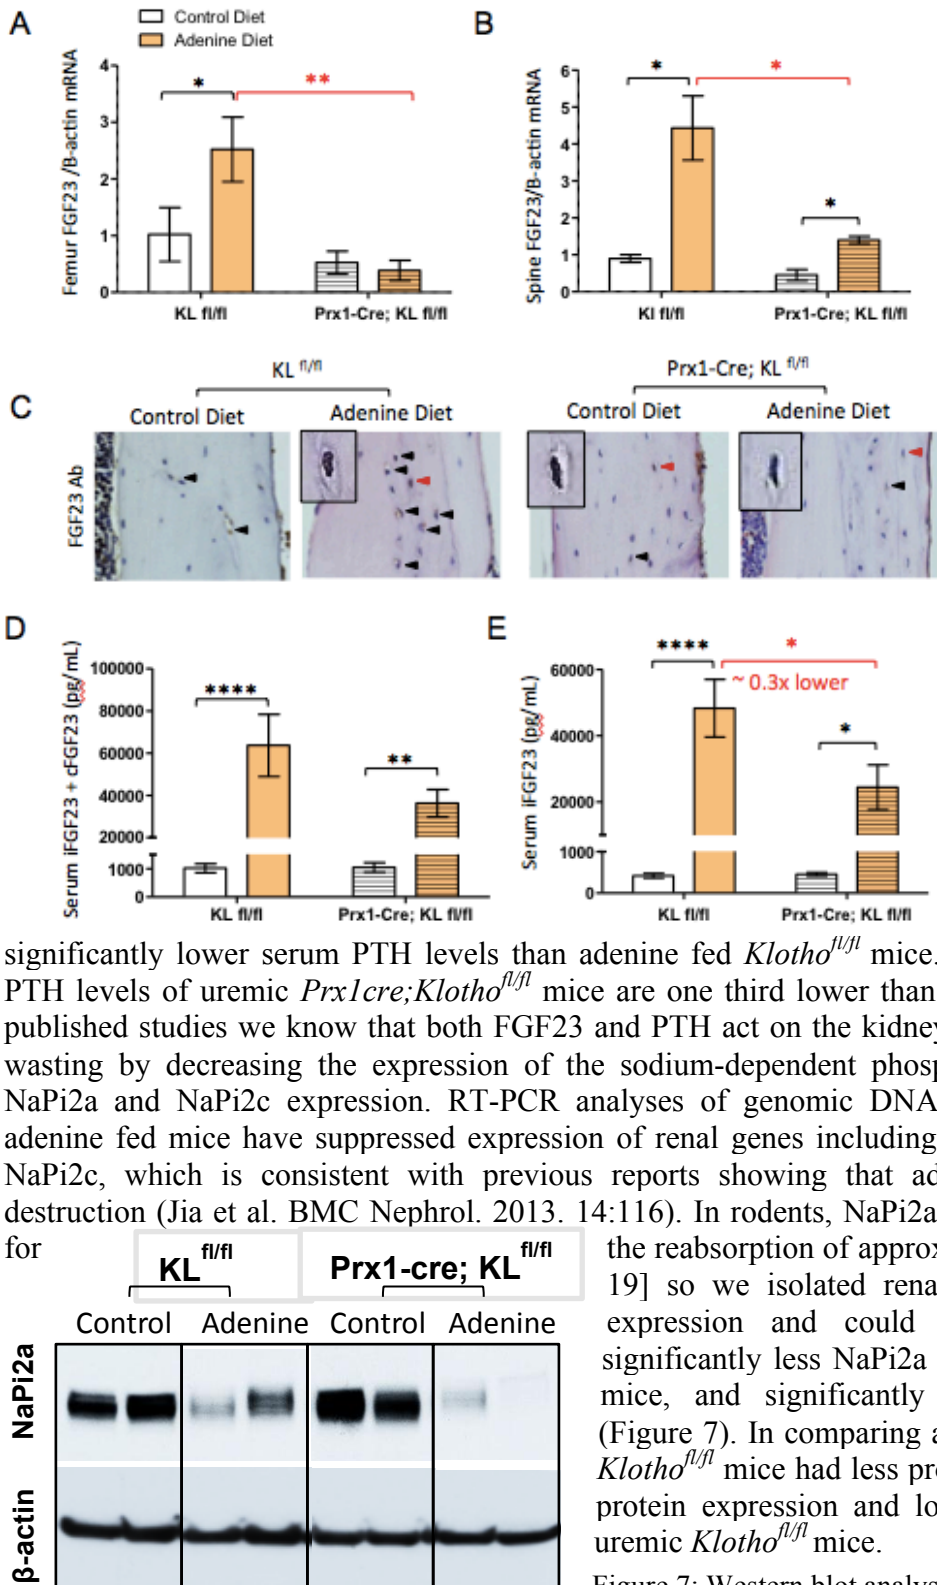 A
Control Diet
Adenine Diet
Femur FGF23 /B-actin mRNA
4
3
2
1
0
*
**
KL fl/fl
Prx1-Cre; KL fl/fl
B
Spine FGF23/B-actin mRNA
6
5
4
3
2
1
0
*
*
*
Kl fl/fl
Prx1-Cre; KL fl/fl
C
KL fl/fl
Prx1-Cre; KL fl/fl
Control Diet
Adenine Diet
Control Diet
Adenine Diet
FGF23 Ab
D
Serum iFGF23 + cFGF23 (pg/mL)
100000
80000
60000
40000
20000
1000
0
****
**
KL fl/fl
Prx1-Cre; KL fl/fl
E
Serum iFGF23 (pg/mL)
60000
40000
20000
1000
0
****
*
~ 0.3x lower
*
KL fl/fl
Prx1-Cre; KL fl/fl
significantly lower serum PTH levels than adenine fed Klotho fl/fl mice.
PTH levels of uremic Prx1cre;Klotho fl/fl mice are one third lower than
published studies we know that both FGF23 and PTH act on the kidney
wasting by decreasing the expression of the sodium-dependent phosp
NaPi2a and NaPi2c expression. RT-PCR analyses of genomic DNA
adenine fed mice have suppressed expression of renal genes including
NaPi2c, which is consistent with previous reports showing that ad
destruction (Jia et al. BMC Nephrol. 2013. 14:116). In rodents, NaPi2a
for
the reabsorption of approx
19] so we isolated rena
expression and could
significantly less NaPi2a
mice, and significantly
(Figure 7). In comparing a
Klotho fl/fl mice had less pro
protein expression and lo
uremic Klotho fl/fl mice.
KL fl/fl
Prx1-cre; KL fl/fl
Control
Adenine
Control
Adenine
NaPi2a
β-actin
Figure 7: Western blot analys